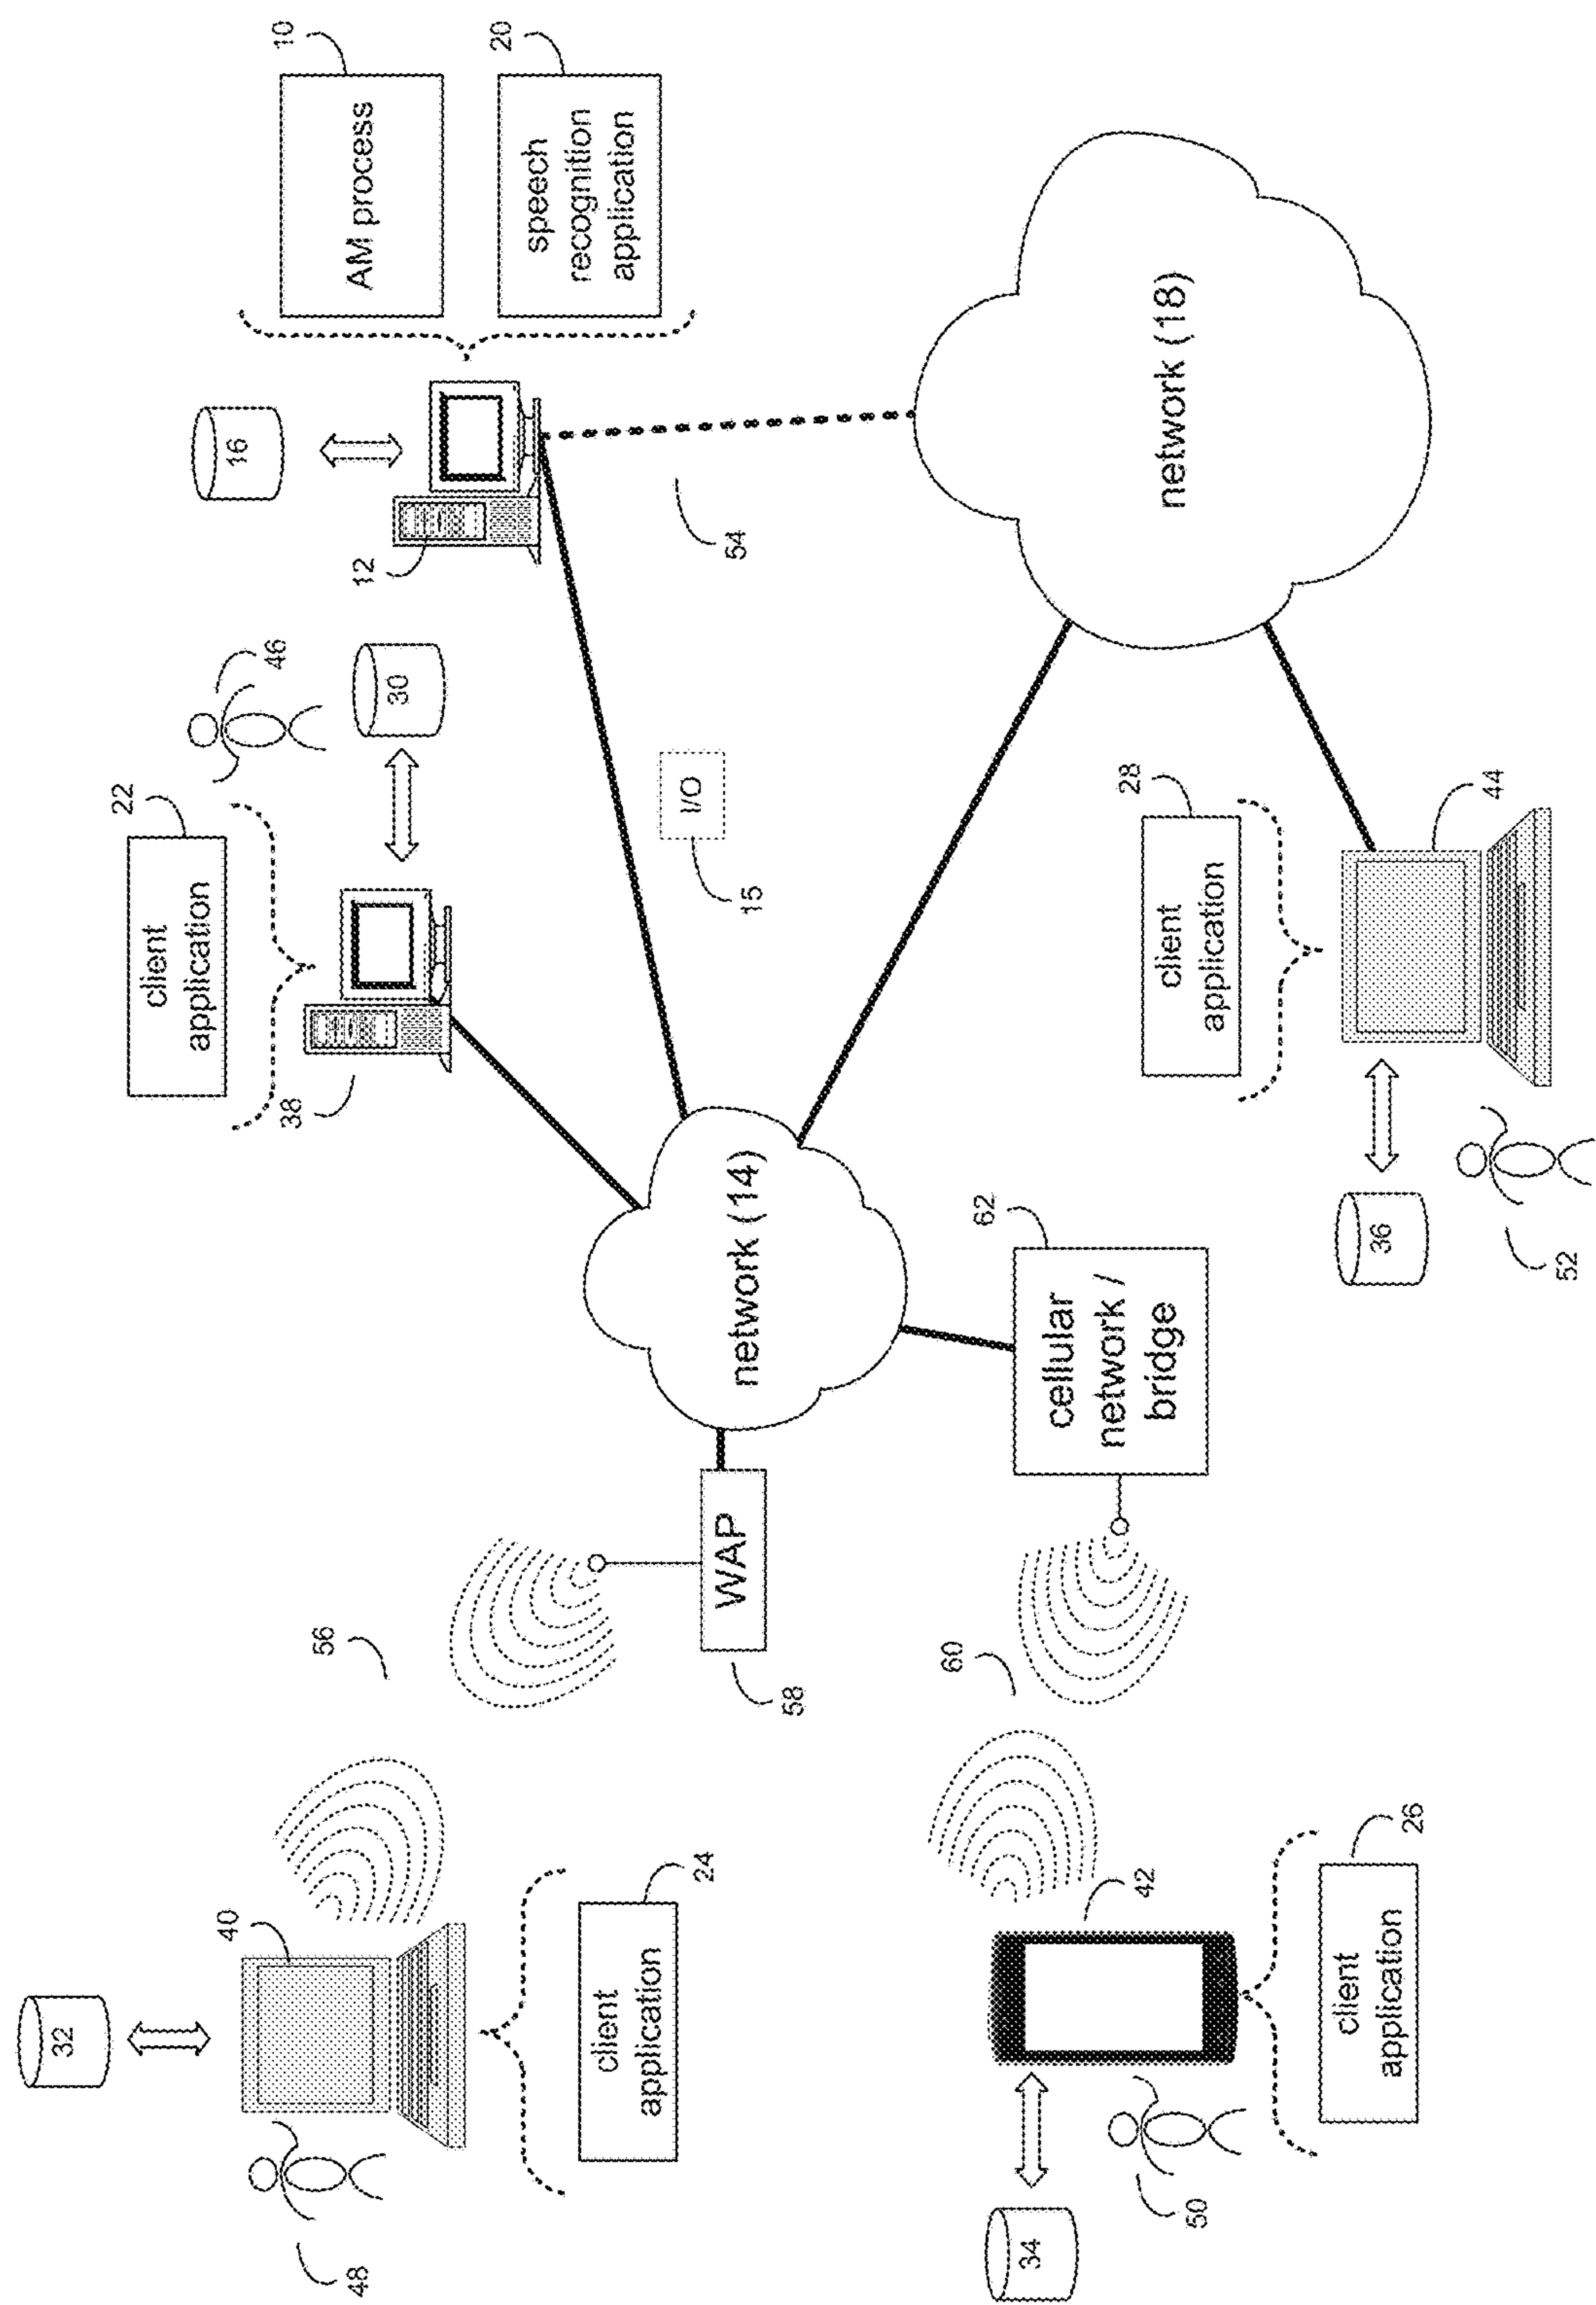 32
22
client
application
40
16
46
10
38
56
48
12
AM process
30
20
speech
recognition
application
client
application
24
I/O
WAP
54
network (14)
15
58
60
62
34
cellular
network /
bridge
28
42
client
application
network (18)
50
client
application
26
36
44
52